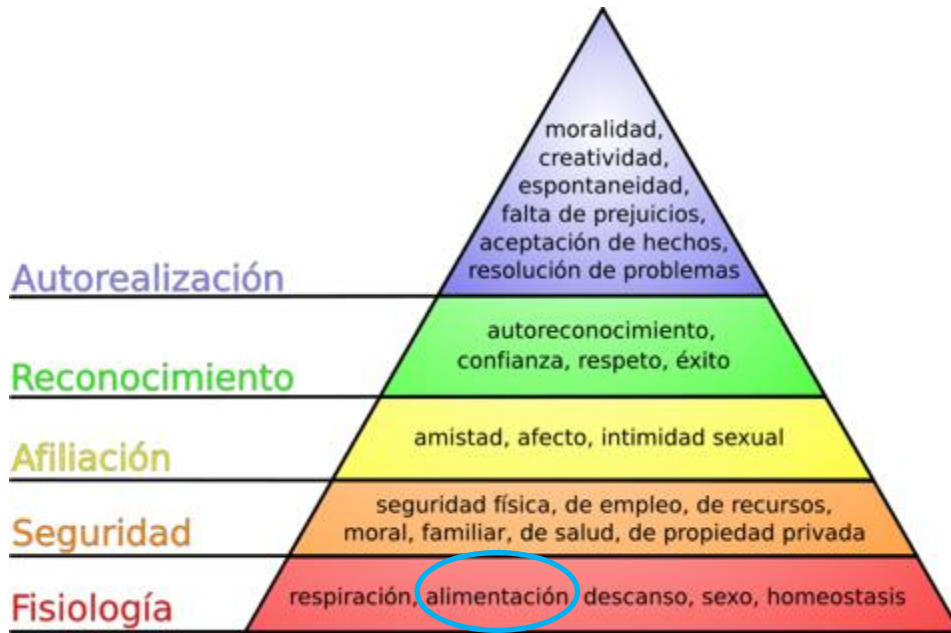 moralidad,
creatividad,
espontaneidad,
falta de prejuicios,
aceptación de hechos,
resolución de problemas
Autorealización
autoreconocimiento,
confianza, respeto, éxito
Reconocimiento
amistad, afecto, intimidad sexual
Afiliación
seguridad física, de empleo, de recursos,
moral, familiar, de salud, de propiedad privada
Seguridad
respiración, alimentación descanso, sexo, homeostasis
Fisiología